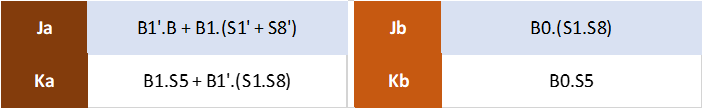 Ja B1'.B + B1.(S1' + S8') Jb B0.(S1.S8)
Ka B1.S5 + B1'.(S1.S8) Kb B0.S5